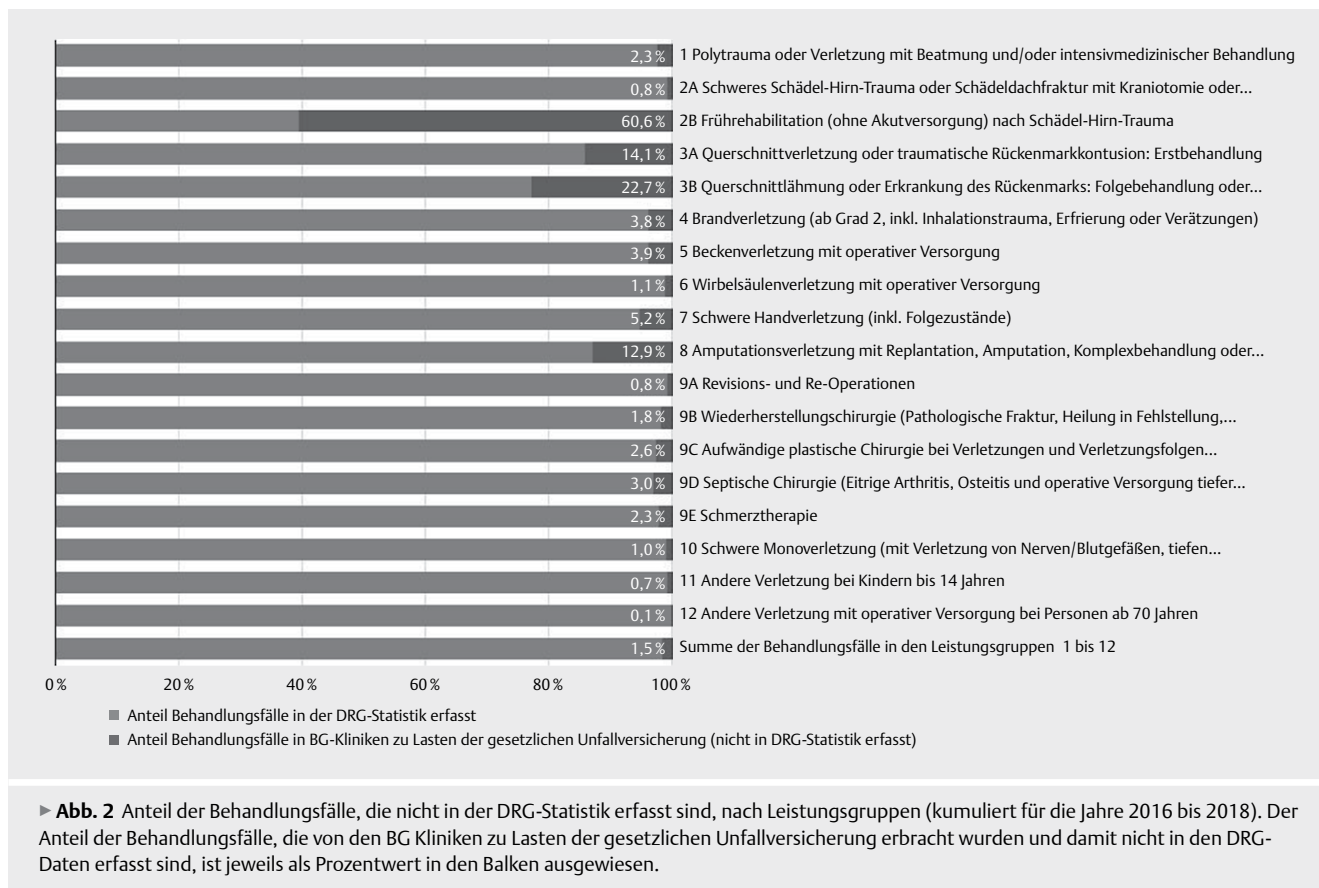 2,3 % 1 Polytrauma oder Verletzung mit Beatmung und/oder intensivmedizinischer Behandlung
0,8 % 2A Schweres Schädel-Hirn-Trauma oder Schädeldachfraktur mit Kraniotomie oder...
60,6 % 2B Frührehabilitation (ohne Akutversorgung) nach Schädel-Hirn-Trauma
14,1 % 3A Querschnittverletzung oder traumatische Rückenmarkkontusion: Erstbehandlung
22,7 % 3B Querschnittlähmung oder Erkrankung des Rückenmarks: Folgebehandlung oder...
3,8 % 4 Brandverletzung (ab Grad 2, inkl. Inhalationstrauma, Erfrierung oder Verätzungen)
3,9 % 5 Beckenverletzung mit operativer Versorgung
1,1 % 6 Wirbelsäulenverletzung mit operativer Versorgung
5,2 % 7 Schwere Handverletzung (inkl. Folgezustände)
12,9 % 8 Amputationsverletzung mit Replantation, Amputation, Komplexbehandlung oder...
0,8 % 9A Revisions- und Re-Operationen
1,8 % 9B Wiederherstellungschirurgie (Pathologische Fraktur, Heilung in Fehlstellung,...
2,6 % 9C Aufwändige plastische Chirurgie bei Verletzungen und Verletzungsfolgen...
3,0 % 9D Septische Chirurgie (Eitrige Arthritis, Osteitis und operative Versorgung tiefer...
2,3 % 9E Schmerztherapie
1,0 % 10 Schwere Monoverletzung (mit Verletzung von Nerven/Blutgefäßen, tiefen...
0,7 % 11 Andere Verletzung bei Kindern bis 14 Jahren
0,1 % 12 Andere Verletzung mit operativer Versorgung bei Personen ab 70 Jahren
1,5 % Summe der Behandlungsfälle in den Leistungsgruppen 1 bis 12
0 % 20 % 40 % 60 % 80 % 100 %
Anteil Behandlungsfälle in der DRG-Statistik erfasst
Anteil Behandlungsfälle in BG-Kliniken zu Lasten der gesetzlichen Unfallversicherung (nicht in DRG-Statistik erfasst)
▶ Abb. 2 Anteil der Behandlungsfälle, die nicht in der DRG-Statistik erfasst sind, nach Leistungsgruppen (kumuliert für die Jahre 2016 bis 2018). Der
Anteil der Behandlungsfälle, die von den BG Kliniken zu Lasten der gesetzlichen Unfallversicherung erbracht wurden und damit nicht in den DRG-
Daten erfasst sind, ist jeweils als Prozentwert in den Balken ausgewiesen.